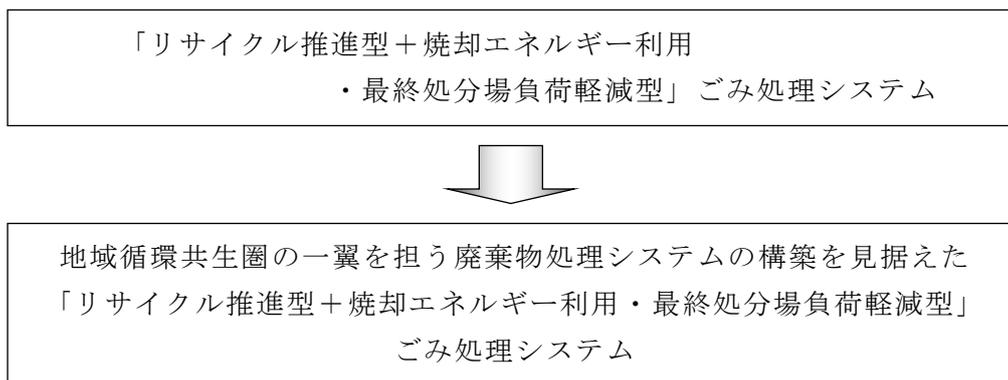 「リサイクル推進型＋焼却エネルギー利用
・最終処分場負荷軽減型」ごみ処理システム
地域循環共生圏の一翼を担う廃棄物処理システムの構築を見据えた
「リサイクル推進型＋焼却エネルギー利用・最終処分場負荷軽減型」
ごみ処理システム